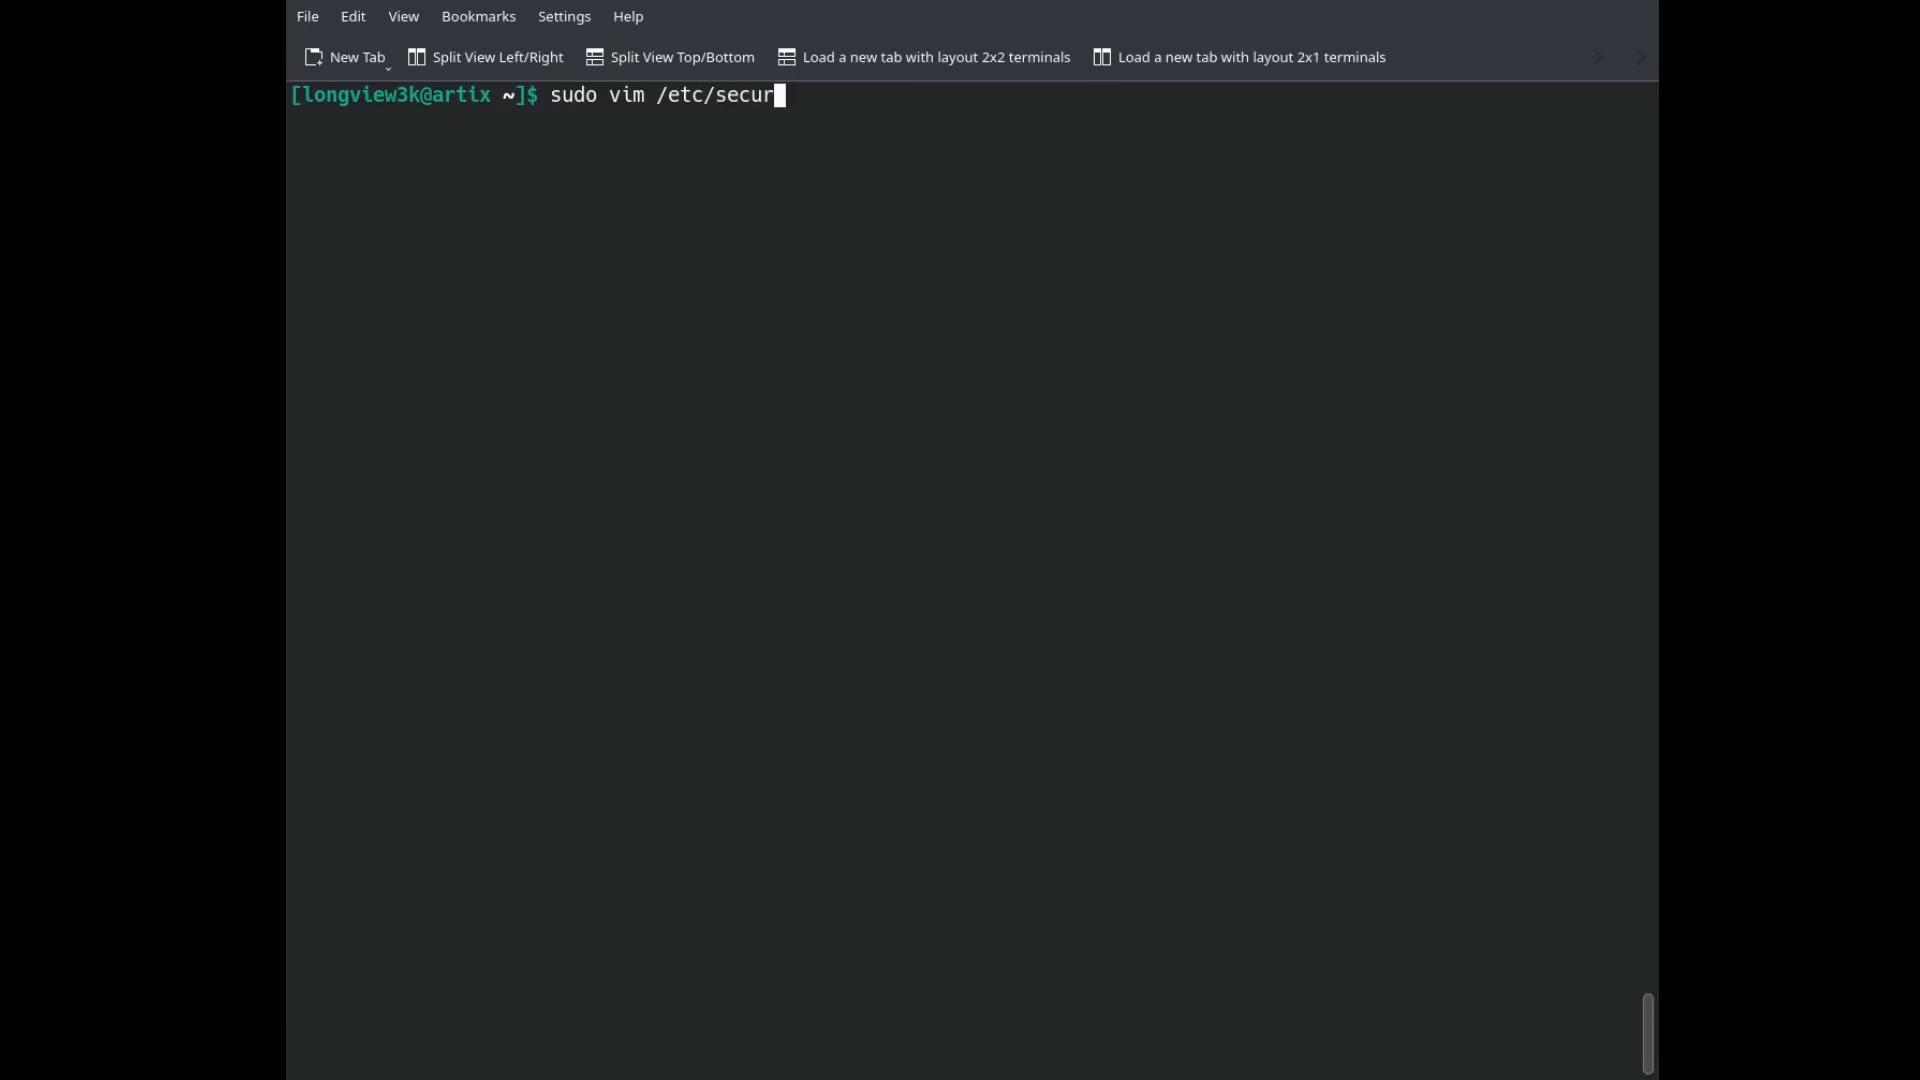 File Edit View Bookmarks Settings Help
New Tab Split View Left/Right Split View Top/Bottom Load a new tab with layout 2x2 terminals Load a new tab with layout 2x1 terminals
[longview3k@artix ~]$ sudo vim /etc/secur